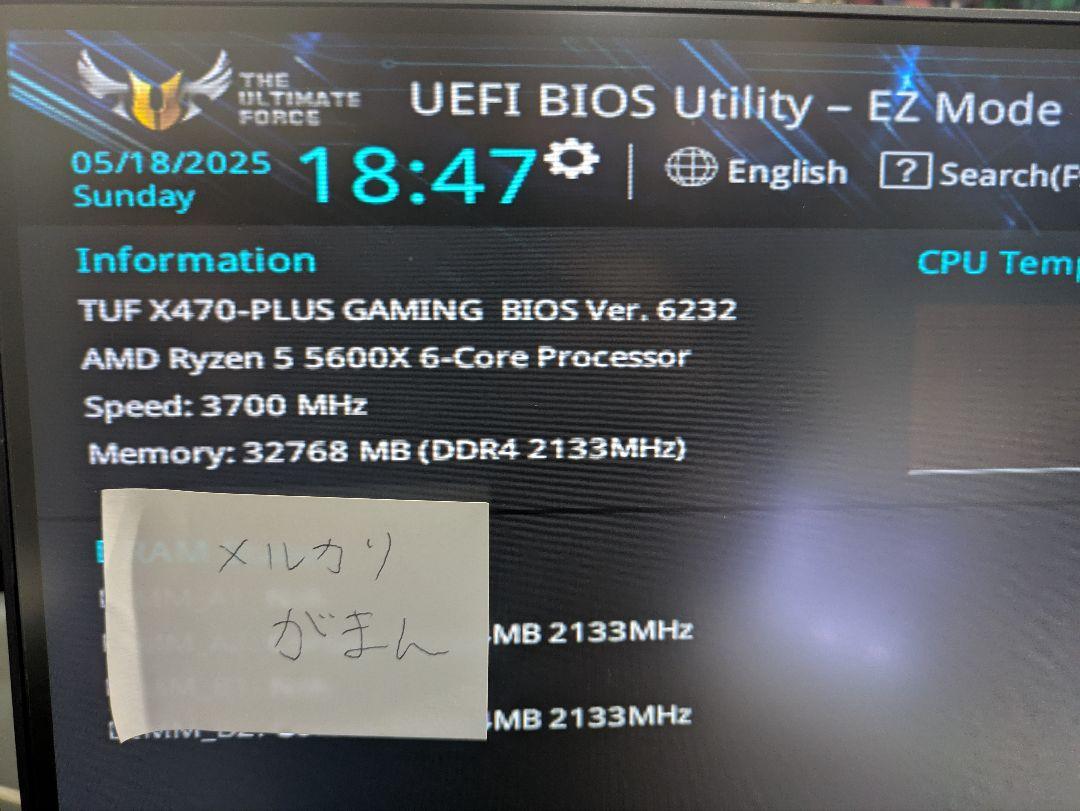 THE
ULTIMATE
FORCE
UEFI BIOS Utility – EZ Mode
05/18/2025
Sunday
18:47
English
? Search(F
Information
CPU Temp
TUF X470-PLUS GAMING BIOS Ver. 6232
AMD Ryzen 5 5600X 6-Core Processor
Speed: 3700 MHz
Memory: 32768 MB (DDR4 2133MHz)
メルカリ
がまん
MB 2133MHz
MB 2133MHz